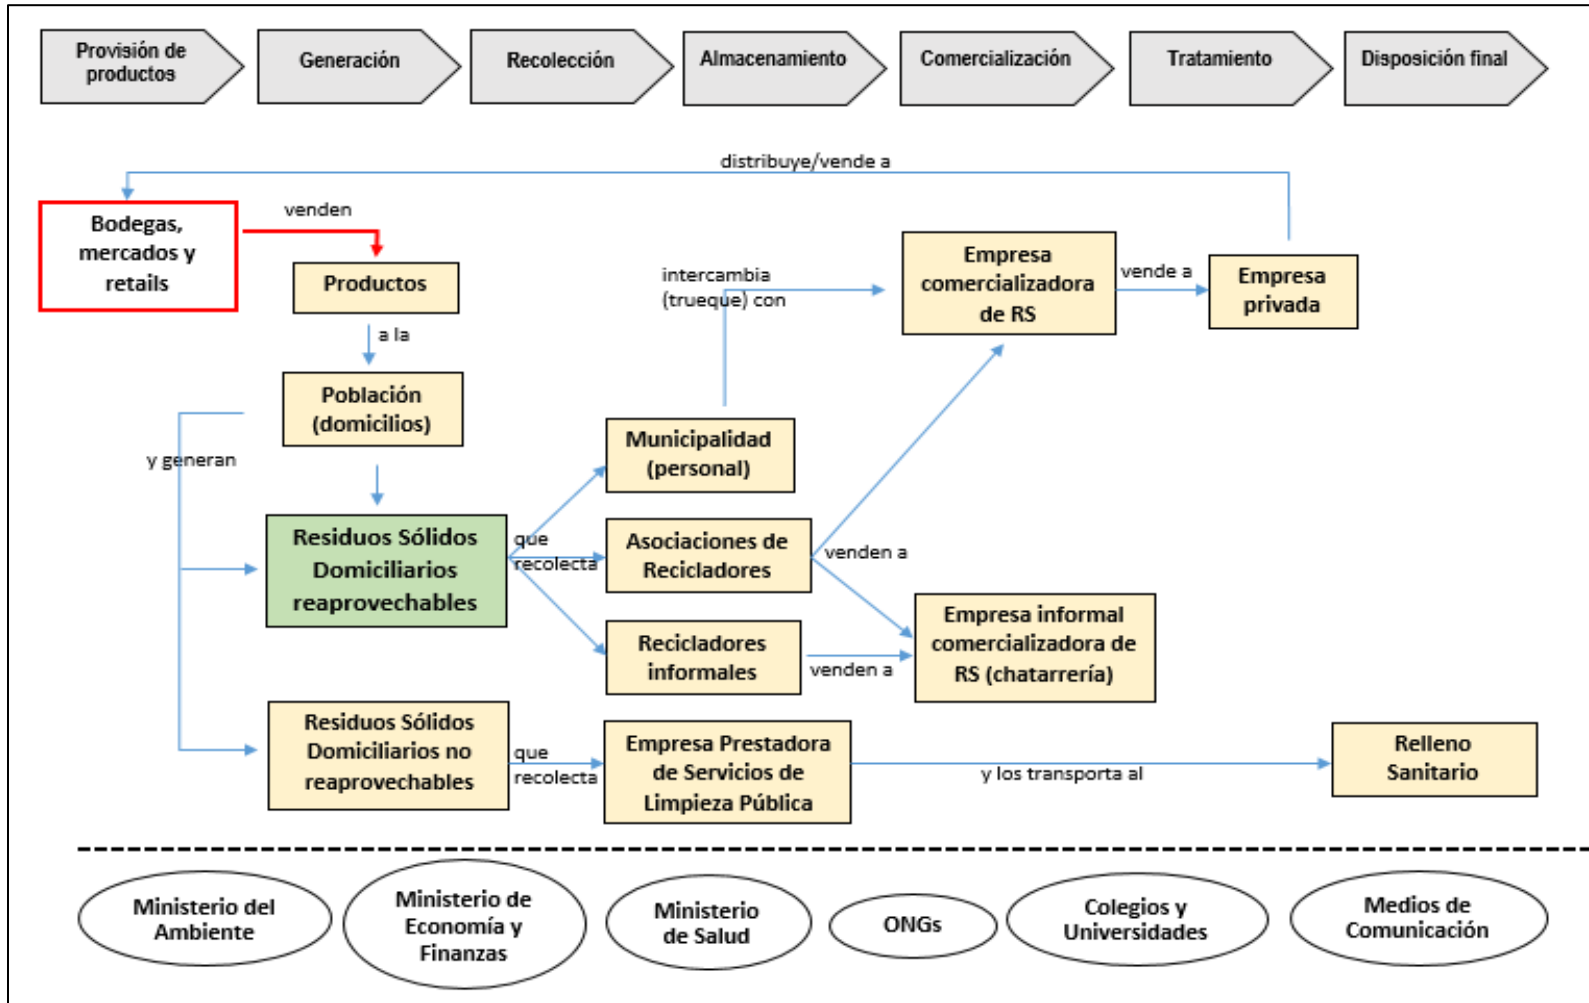 Provisión de
productos
Generación
Recolección
Almacenamiento
Comercialización
Tratamiento
Disposición final
distribuye/vende a
Bodegas,
mercados y
retails
venden
Productos
a la
Población
(domicilios)
y generan
Residuos Sólidos
Domiciliarios
reaprovechables
Residuos Sólidos
Domiciliarios no
reaprovechables
que
recolecta
que
recolecta
Municipalidad
(personal)
Asociaciones de
Recicladores
Recicladores
informales
Empresa Prestadora
de Servicios de
Limpieza Pública
intercambia
(trueque) con
venden a
venden a
Empresa
comercializadora
de RS
Empresa informal
comercializadora de
RS (chatarrería)
vende a
Empresa
privada
y los transporta al
Relleno
Sanitario
Ministerio del
Ambiente
Ministerio de
Economía y
Finanzas
Ministerio
de Salud
ONGs
Colegios y
Universidades
Medios de
Comunicación